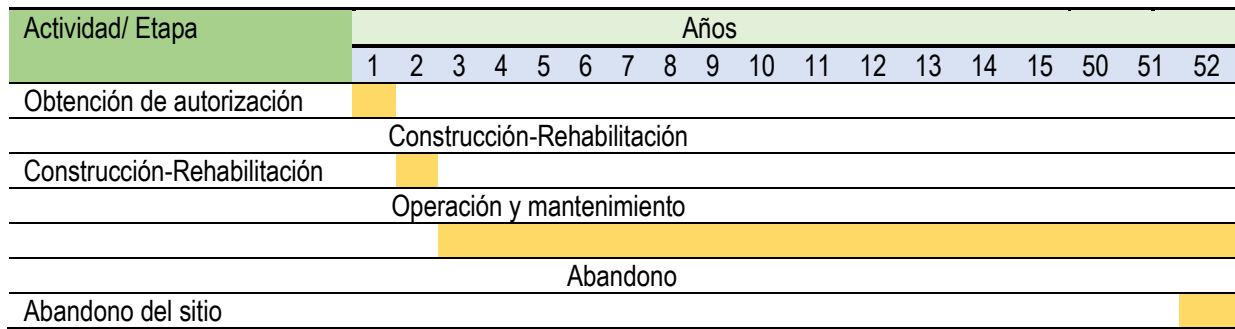 Actividad/ Etapa Años
1 2 3 4 5 6 7 8 9 10 11 12 13 14 15 50 51 52
Obtención de autorización
Construcción-Rehabilitación
Construcción-Rehabilitación
Operación y mantenimiento
Abandono
Abandono del sitio